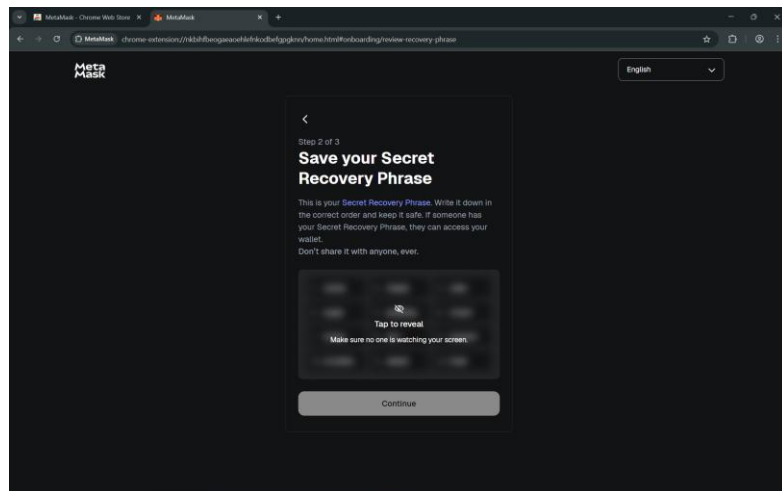 MetaMask - Chrome Web Store
MetaMask
MetaMask
chrome-extension://nkbihfbeogaeaoehlefnkodbefgpgknn/home.html#onboarding/review-recovery-phrase
META
MASK
English
Step 2 of 3
Save your Secret
Recovery Phrase
This is your Secret Recovery Phrase. Write it down in
the correct order and keep it safe. If someone has
your Secret Recovery Phrase, they can access your
wallet.
Don't share it with anyone, ever.
Tap to reveal
Make sure no one is watching your screen.
Continue